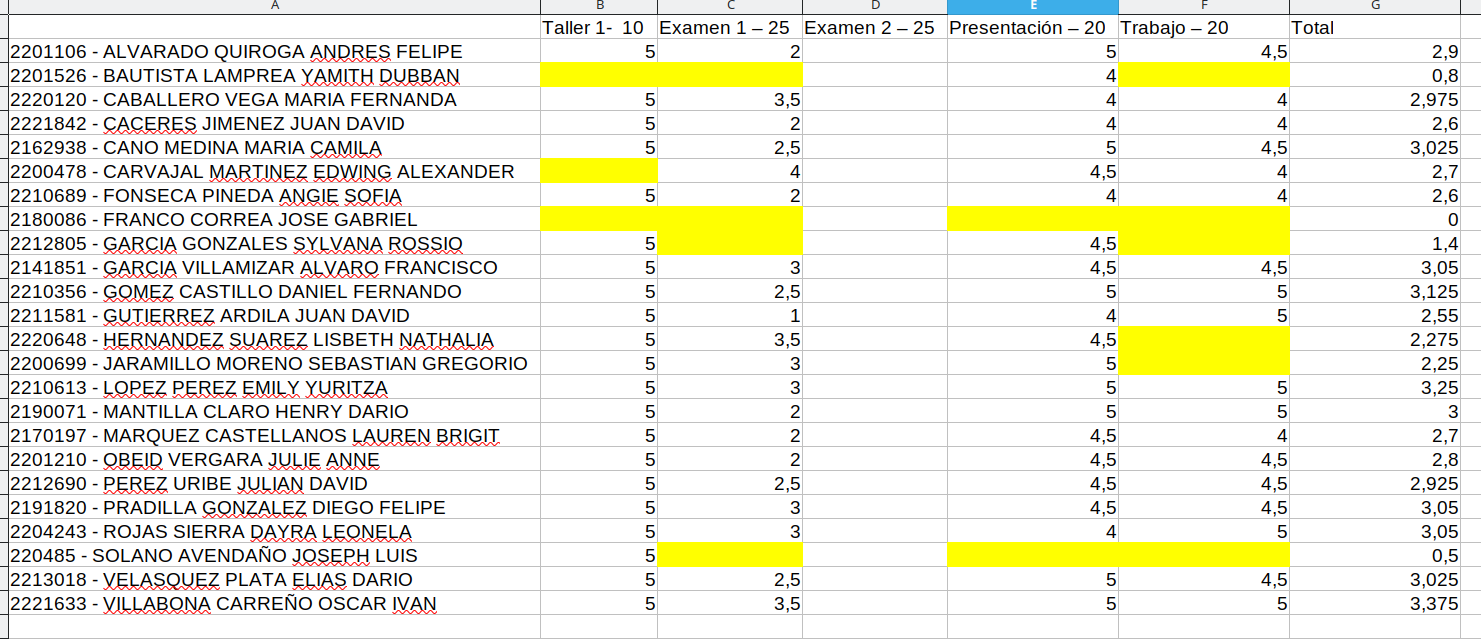 A B C D E F G
Taller 1- 10 Examen 1 – 25 Examen 2 – 25 Presentación – 20 Trabajo – 20 Total
2201106 - ALVARADO QUIROGA ANDRES FELIPE 5 2 5 4,5 2,9
2201526 - BAUTISTA LAMPREA YAMITH DUBBAN 4 0,8
2220120 - CABALLERO VEGA MARIA FERNANDA 5 3,5 4 4 2,975
2221842 - CACERES JIMENEZ JUAN DAVID 5 2 4 4 2,6
2162938 - CANO MEDINA MARIA CAMILA 5 2,5 5 4,5 3,025
2200478 - CARVAJAL MARTINEZ EDWING ALEXANDER 4 4,5 4 2,7
2210689 - FONSECA PINEDA ANGIE SOFIA 5 2 4 4 2,6
2180086 - FRANCO CORREA JOSE GABRIEL 0
2212805 - GARCIA GONZALES SYLVANA ROSSIO 5 4,5 1,4
2141851 - GARCIA VILLAMIZAR ALVARO FRANCISCO 5 3 4,5 4,5 3,05
2210356 - GOMEZ CASTILLO DANIEL FERNANDO 5 2,5 5 5 3,125
2211581 - GUTIERREZ ARDILA JUAN DAVID 5 1 4 5 2,55
2220648 - HERNANDEZ SUAREZ LISBETH NATHALIA 5 3,5 4,5 2,275
2200699 - JARAMILLO MORENO SEBASTIAN GREGORIO 5 3 5 2,25
2210613 - LOPEZ PEREZ EMILY YURITZA 5 3 5 5 3,25
2190071 - MANTILLA CLARO HENRY DARIO 5 2 5 5 3
2170197 - MARQUEZ CASTELLANOS LAUREN BRIGIT 5 2 4,5 4 2,7
2201210 - OBEID VERGARA JULIE ANNE 5 2 4,5 4,5 2,8
2212690 - PEREZ URIBE JULIAN DAVID 5 2,5 4,5 4,5 2,925
2191820 - PRADILLA GONZALEZ DIEGO FELIPE 5 3 4,5 4,5 3,05
2204243 - ROJAS SIERRA DAYRA LEONELA 5 3 4 5 3,05
220485 - SOLANO AVENDAÑO JOSEPH LUIS 5 0,5
2213018 - VELASQUEZ PLATA ELIAS DARIO 5 2,5 5 4,5 3,025
2221633 - VILLABONA CARREÑO OSCAR IVAN 5 3,5 5 5 3,375